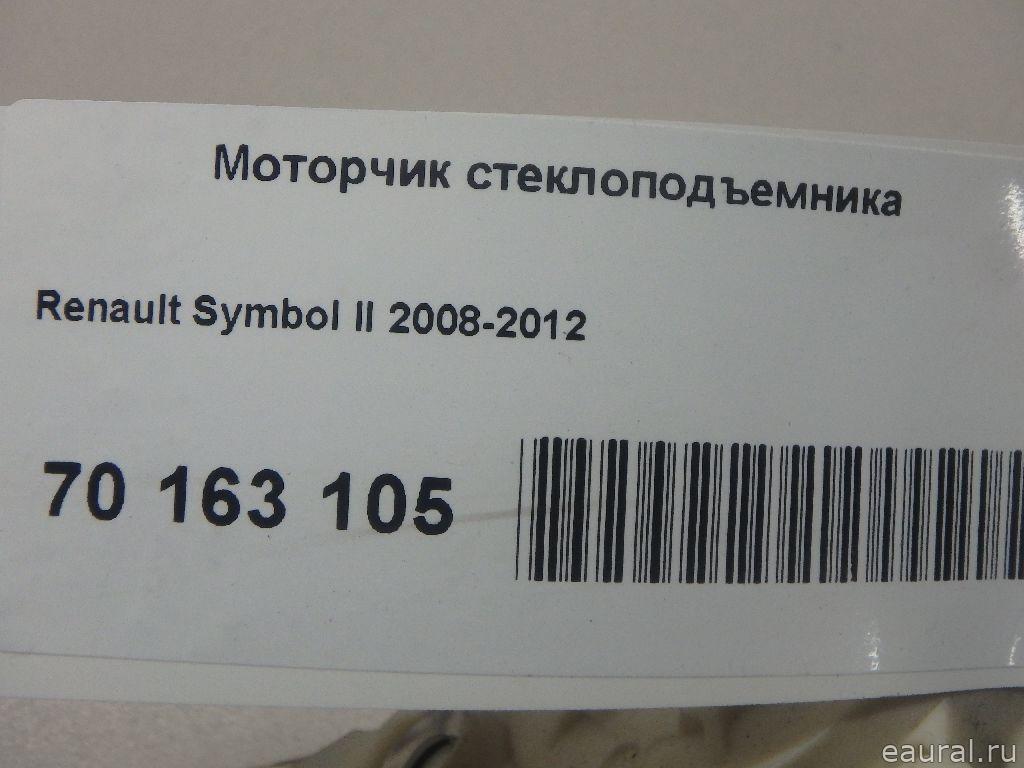 Моторчик стеклоподъемника
Renault Symbol II 2008-2012
70 163 105
eaural.ru